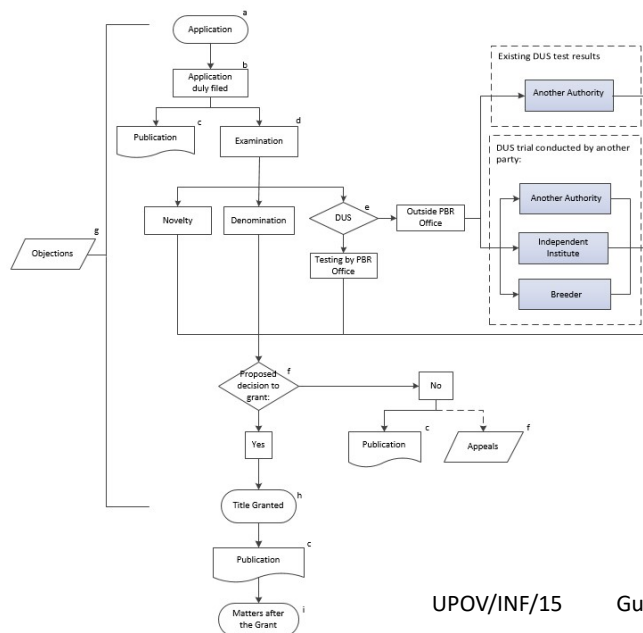 a
Application
b
Application
duly filed
c
Publication
d
Examination
Existing DUS test results
Another Authority
DUS trial conducted by another
party:
Another Authority
Independent
Institute
Breeder
Novelty
Denomination
e
DUS
Outside PBR
Office
Testing by PBR
Office
g
Objections
f
Proposed
decision to
grant:
No
Yes
c
Publication
f
Appeals
h
Title Granted
c
Publication
i
Matters after
the Grant
UPOV/INF/15 Gu